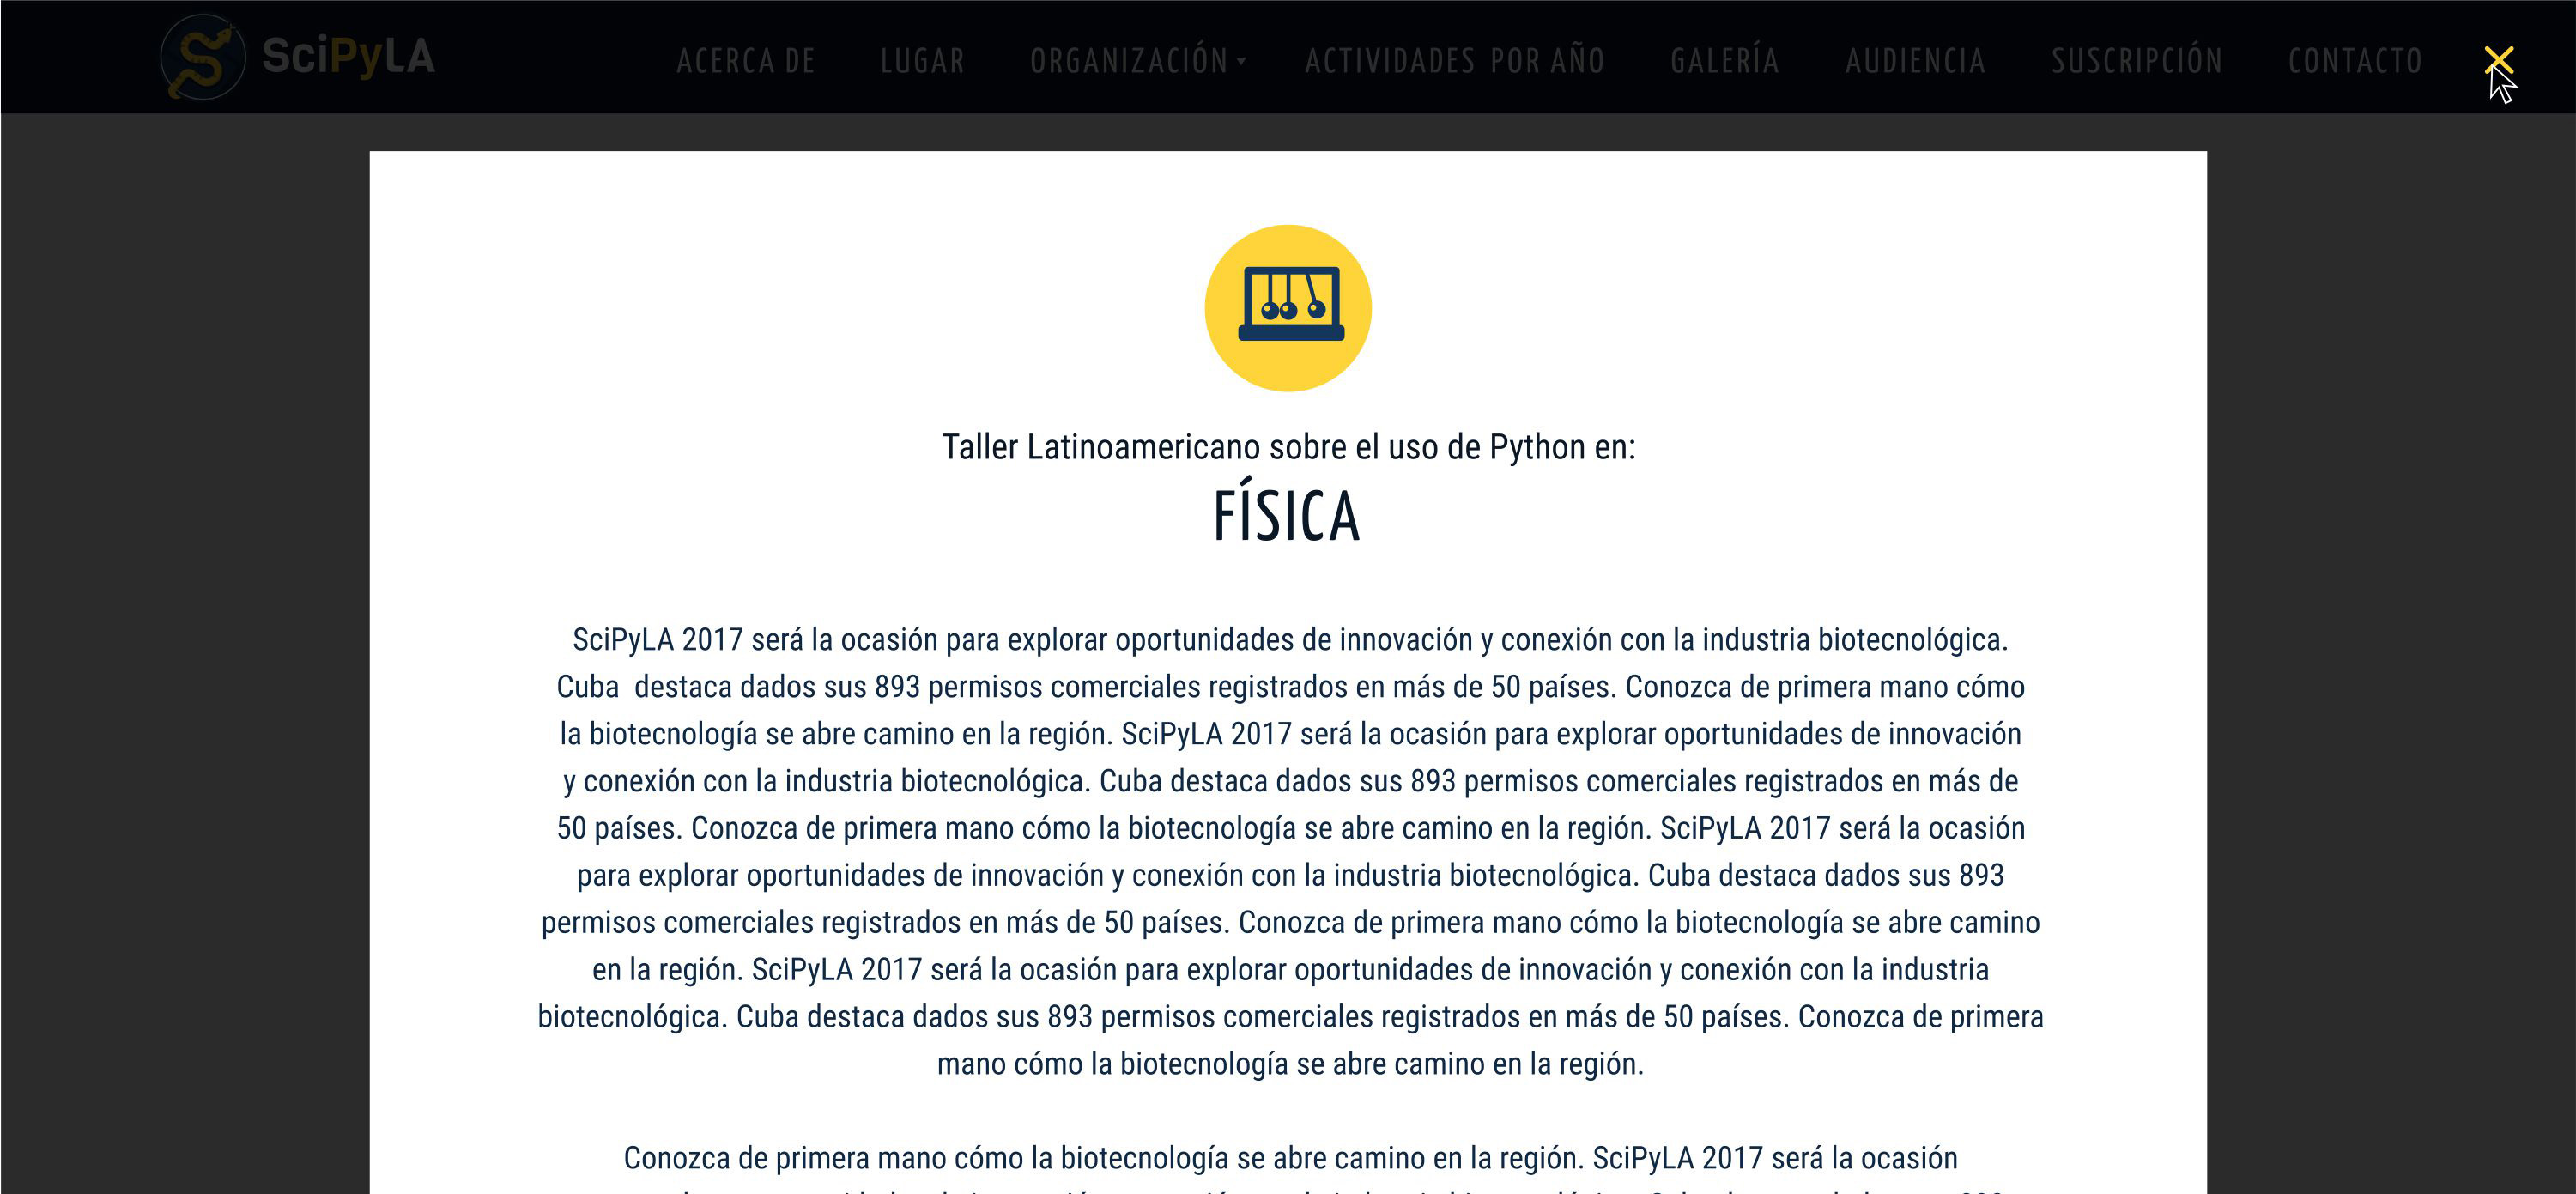 SciPyLA
ACERCA DE LUGAR ORGANIZACIÓN ACTIVIDADES POR AÑO GALERÍA AUDIENCIA SUSCRIPCIÓN CONTACTO
Taller Latinoamericano sobre el uso de Python en:
FÍSICA
SciPyLA 2017 será la ocasión para explorar oportunidades de innovación y conexión con la industria biotecnológica.
Cuba destaca dados sus 893 permisos comerciales registrados en más de 50 países. Conozca de primera mano cómo
la biotecnología se abre camino en la región. SciPyLA 2017 será la ocasión para explorar oportunidades de innovación
y conexión con la industria biotecnológica. Cuba destaca dados sus 893 permisos comerciales registrados en más de
50 países. Conozca de primera mano cómo la biotecnología se abre camino en la región. SciPyLA 2017 será la ocasión
para explorar oportunidades de innovación y conexión con la industria biotecnológica. Cuba destaca dados sus 893
permisos comerciales registrados en más de 50 países. Conozca de primera mano cómo la biotecnología se abre camino
en la región. SciPyLA 2017 será la ocasión para explorar oportunidades de innovación y conexión con la industria
biotecnológica. Cuba destaca dados sus 893 permisos comerciales registrados en más de 50 países. Conozca de primera
mano cómo la biotecnología se abre camino en la región.
Conozca de primera mano cómo la biotecnología se abre camino en la región. SciPyLA 2017 será la ocasión